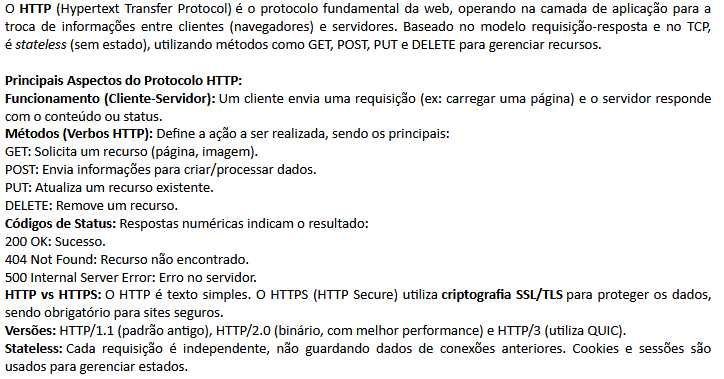 O HTTP (Hypertext Transfer Protocol) é o protocolo fundamental da web, operando na camada de aplicação para a
troca de informações entre clientes (navegadores) e servidores. Baseado no modelo requisição-resposta e no TCP,
é stateless (sem estado), utilizando métodos como GET, POST, PUT e DELETE para gerenciar recursos.

Principais Aspectos do Protocolo HTTP:
Funcionamento (Cliente-Servidor): Um cliente envia uma requisição (ex: carregar uma página) e o servidor responde
com o conteúdo ou status.
Métodos (Verbos HTTP): Define a ação a ser realizada, sendo os principais:
GET: Solicita um recurso (página, imagem).
POST: Envia informações para criar/processar dados.
PUT: Atualiza um recurso existente.
DELETE: Remove um recurso.
Códigos de Status: Respostas numéricas indicam o resultado:
200 OK: Sucesso.
404 Not Found: Recurso não encontrado.
500 Internal Server Error: Erro no servidor.
HTTP vs HTTPS: O HTTP é texto simples. O HTTPS (HTTP Secure) utiliza criptografia SSL/TLS para proteger os dados,
sendo obrigatório para sites seguros.
Versões: HTTP/1.1 (padrão antigo), HTTP/2.0 (binário, com melhor performance) e HTTP/3 (utiliza QUIC).
Stateless: Cada requisição é independente, não guardando dados de conexões anteriores. Cookies e sessões são
usados para gerenciar estados.